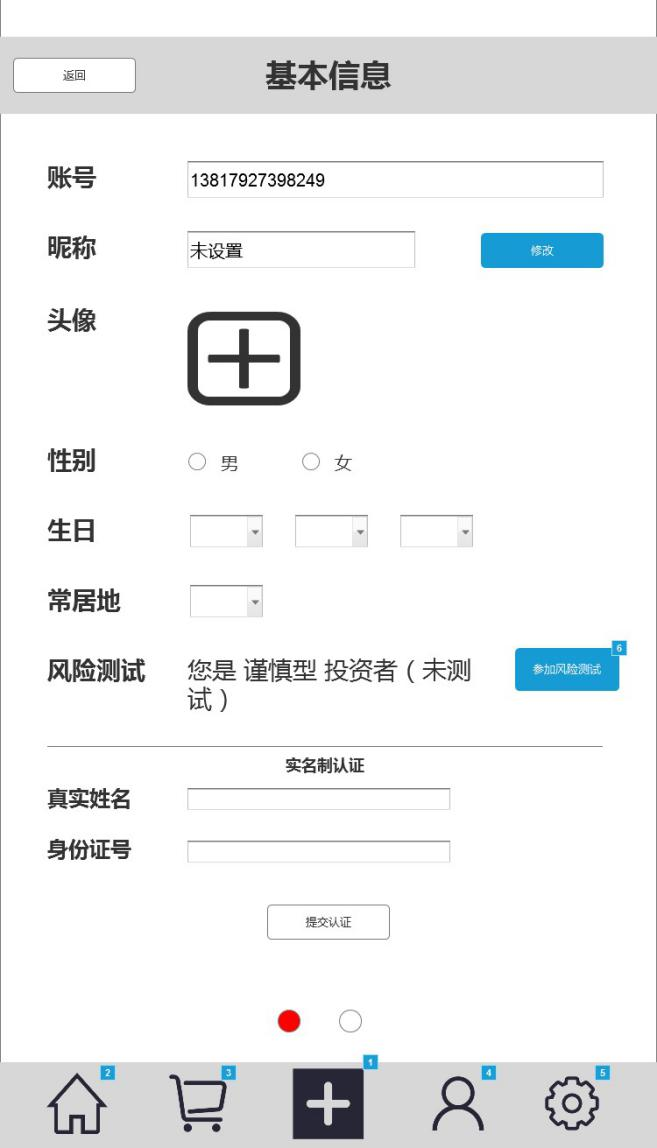 返回
基本信息
账号
13817927398249
昵称
未设置
修改
头像
性别
男
女
生日
常居地
风险测试
您是 谨慎型 投资者（未测
试）
参加风险测试
6
实名制认证
真实姓名
身份证号
提交认证
2
3
1
4
5